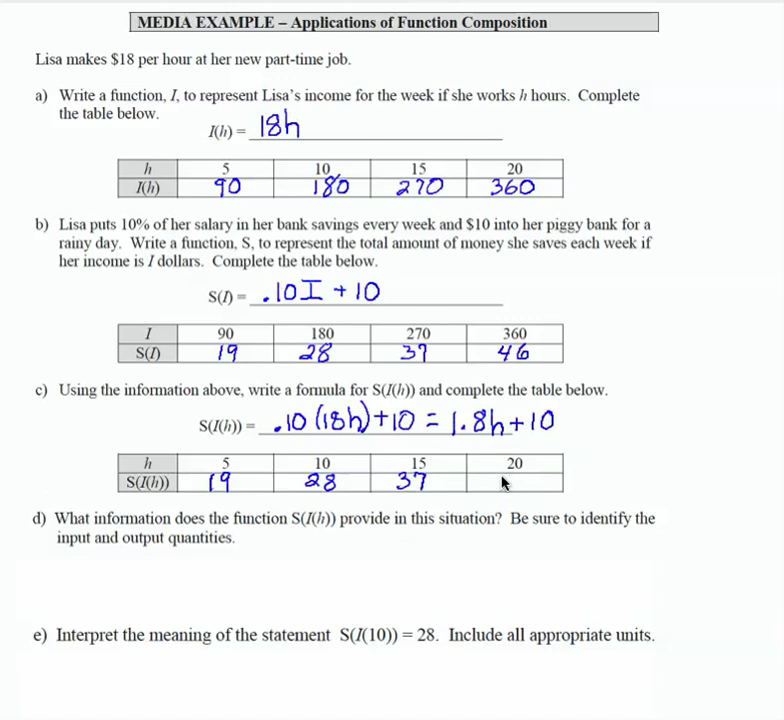 MEDIA EXAMPLE – Applications of Function Composition
Lisa makes $18 per hour at her new part-time job.
a) Write a function, I, to represent Lisa's income for the week if she works h hours. Complete
the table below.
I(h) = 18h
h 5 10 15 20
I(h) 90 180 270 360
b) Lisa puts 10% of her salary in her bank savings every week and $10 into her piggy bank for a
rainy day. Write a function, S, to represent the total amount of money she saves each week if
her income is I dollars. Complete the table below.
S(I) = .10I + 10
I 90 180 270 360
S(I) 19 28 37 46
c) Using the information above, write a formula for S(I(h)) and complete the table below.
S(I(h)) = .10(18h)+10 = 1.8h+10
h 5 10 15 20
S(I(h)) 19 28 37
d) What information does the function S(I(h)) provide in this situation? Be sure to identify the
input and output quantities.
e) Interpret the meaning of the statement S(I(10)) = 28. Include all appropriate units.